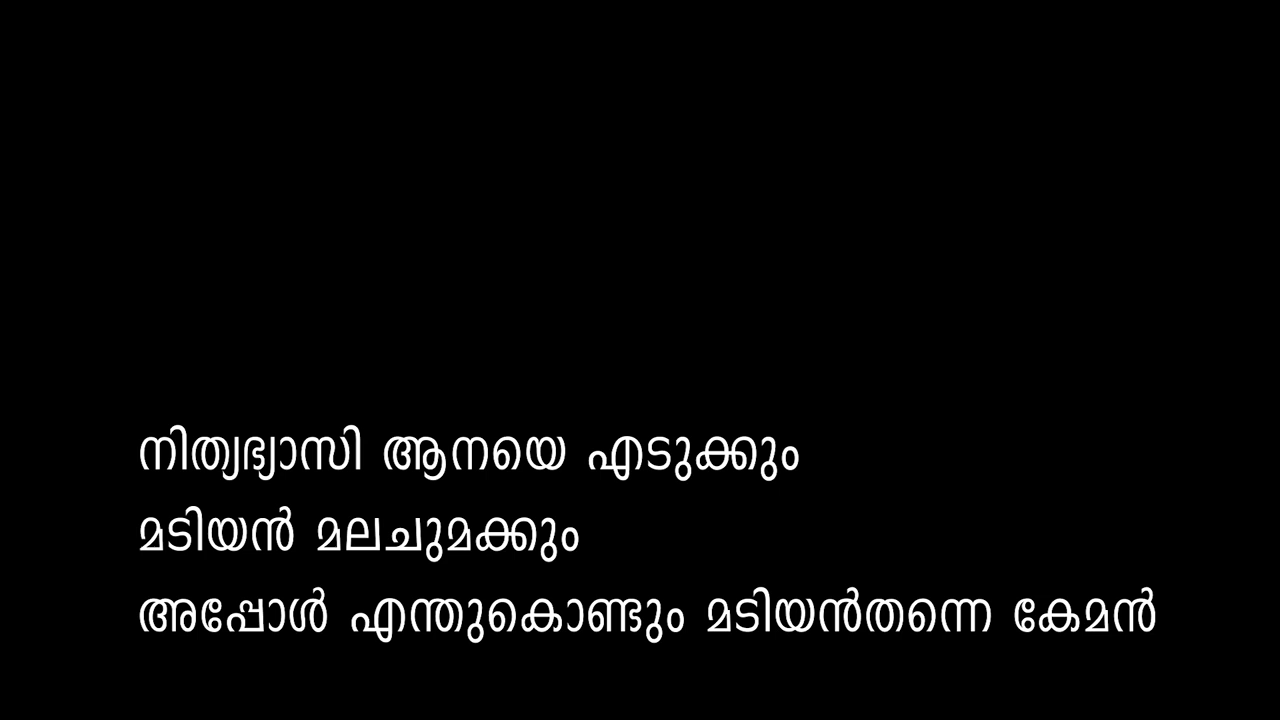 നിത്യഭ്യാസി ആനയെ എടുക്കും
മടിയൻ മലചുമക്കും
അപ്പോൾ എന്തുകൊണ്ടും മടിയൻതന്നെ കേമൻ